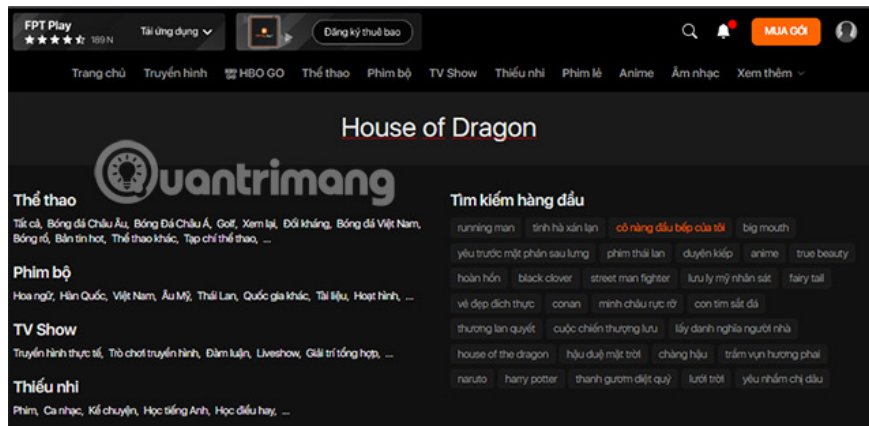 FPT Play
189N
Tải ứng dụng
Đăng ký thuê bao
MUA GÓI
Trang chủ Truyền hình HBO GO Thể thao Phim bộ TV Show Thiếu nhi Phim lẻ Anime Âm nhạc Xem thêm
House of Dragon
Quantrimang
Thể thao
Tất cả, Bóng đá Châu Âu, Bóng Đá Châu Á, Golf, Xem lại, Đối kháng, Bóng đá Việt Nam,
Bóng rổ, Bản tin hot, Thể thao khác, Tạp chí thể thao, ...
Phim bộ
Hoa ngữ, Hàn Quốc, Việt Nam, Âu Mỹ, Thái Lan, Quốc gia khác, Tài liệu, Hoạt hình, ...
TV Show
Truyền hình thực tế, Trò chơi truyền hình, Đàm luận, Liveshow, Giải trí tổng hợp, ...
Thiếu nhi
Phim, Ca nhạc, Kể chuyện, Học tiếng Anh, Học điều hay, ...
Tìm kiếm hàng đầu
running man tinh hà xán lạn cô nàng đầu bếp của tôi big mouth
yêu trước mặt phản sau lưng phim thái lan duyên kiếp anime true beauty
hoàn hồn black clover street man fighter lưu ly mỹ nhân sát fairy tail
vẻ đẹp đích thực conan minh châu rực rỡ con tim sắt đá
thương lan quyết cuộc chiến thượng lưu lấy danh nghĩa người nhà
house of the dragon hậu duệ mặt trời chàng hậu trầm vụn hương phai
naruto harry potter thanh gươm diệt quỷ lưới trời yêu nhầm chị dâu